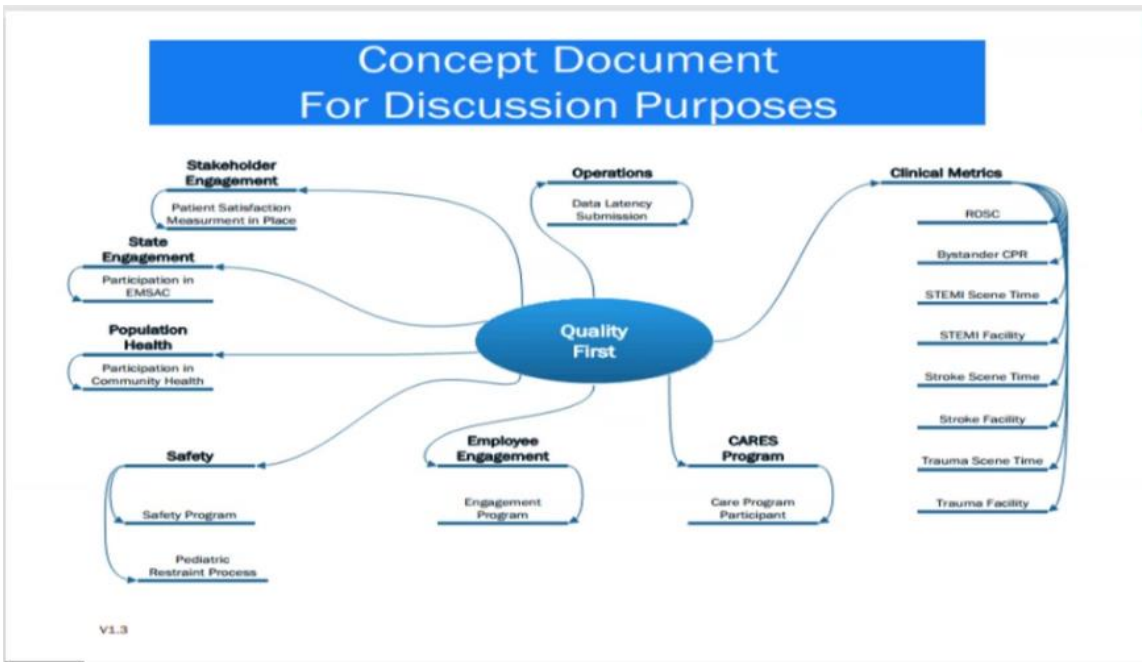 Concept Document
For Discussion Purposes
Stakeholder
Engagement
Patient Satisfaction
Measurment in Place
State
Engagement
Participation in
EMSAC
Population
Health
Participation in
Community Health
Safety
Safety Program
Pediatric
Restraint Process
Operations
Data Latency
Submission
Quality
First
Employee
Engagement
Engagement
Program
CARES
Program
Care Program
Participant
Clinical Metrics
ROSC
Bystander CPR
STEMI Scene Time
STEMI Facility
Stroke Scene Time
Stroke Facility
Trauma Scene Time
Trauma Facility
V1.3